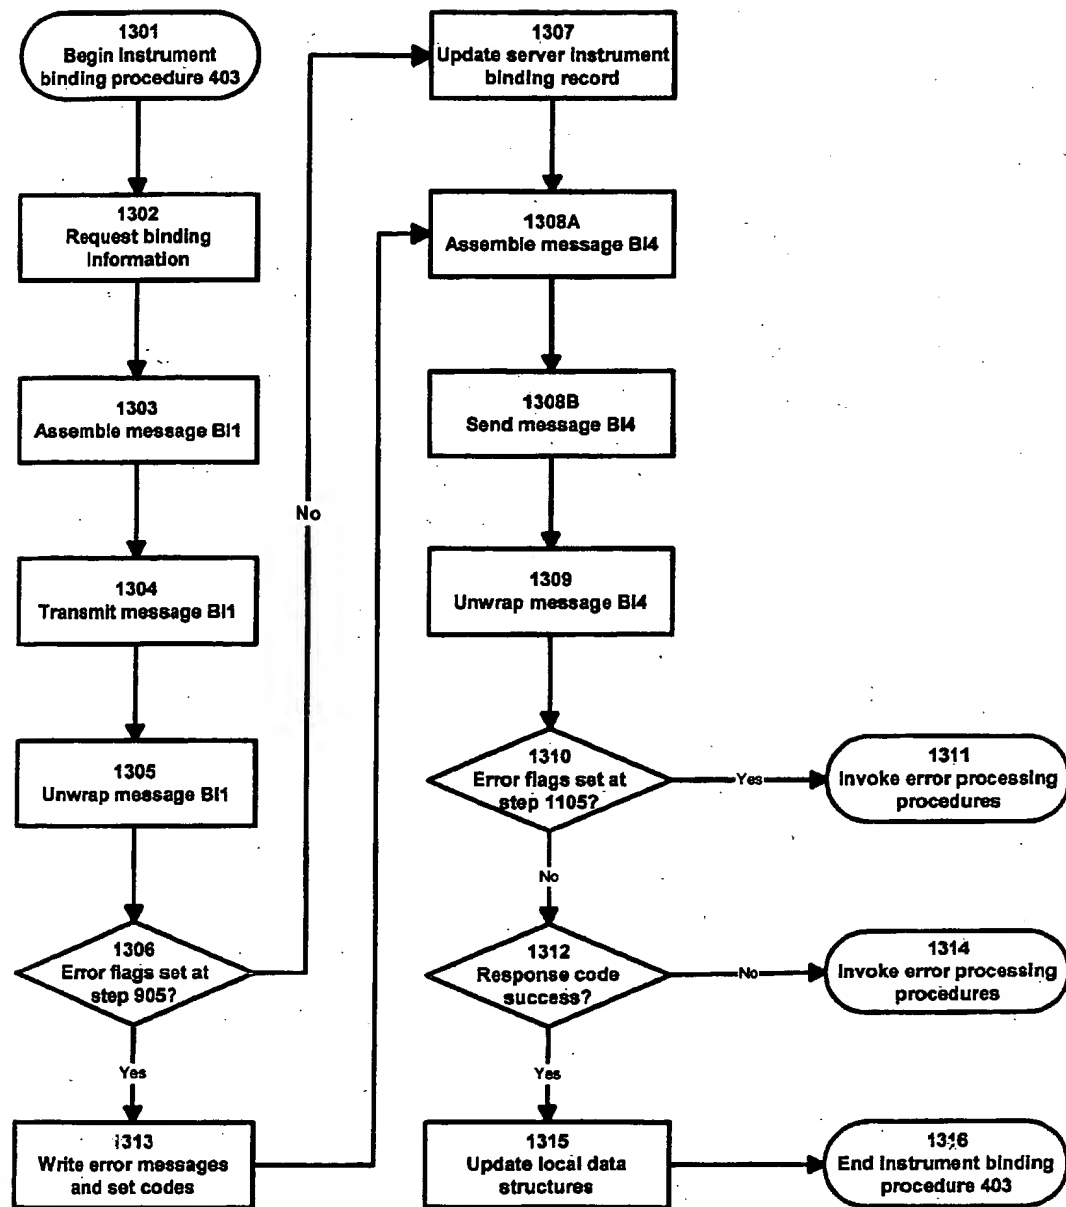 1301
Begin instrument
binding procedure 403
1302
Request binding
information
1303
Assemble message BI1
1304
Transmit message BI1
1305
Unwrap message BI1
1306
Error flags set at
step 905?
Yes
1313
Write error messages
and set codes
No
1307
Update server instrument
binding record
1308A
Assemble message BI4
1308B
Send message BI4
1309
Unwrap message BI4
1310
Error flags set at
step 1105?
Yes
1311
Invoke error processing
procedures
No
1312
Response code
success?
No
1314
Invoke error processing
procedures
Yes
1315
Update local data
structures
1316
End instrument binding
procedure 403